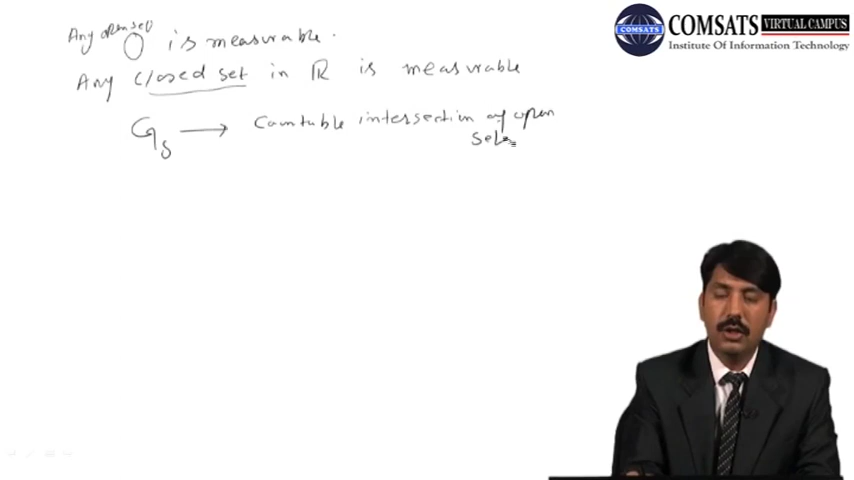 Any open set O is measurable.
Any closed set in ℝ is measurable
Gδ → Countable intersection of open
sets
COMSATS
COMSATS VIRTUAL CAMPUS
Institute Of Information Technology